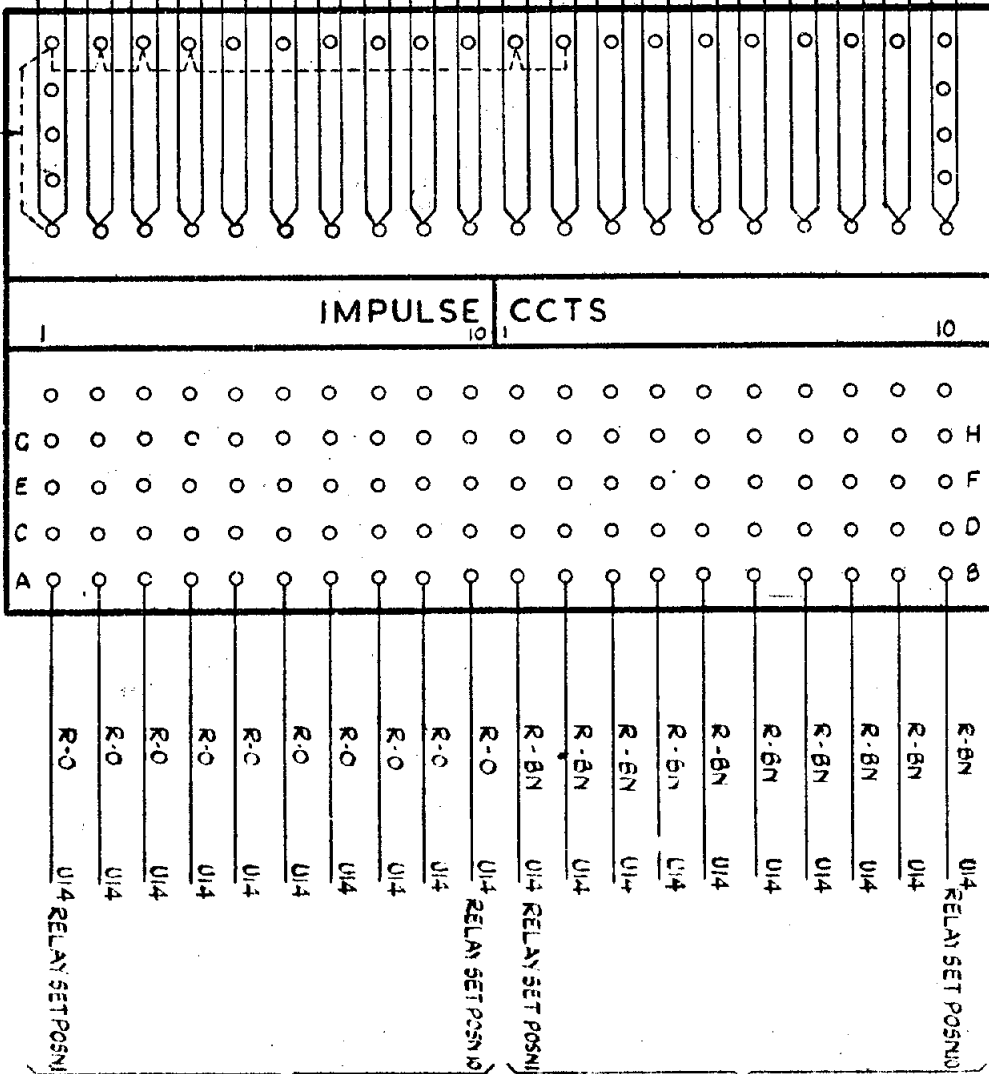 IMPULSE CCTS
1 10 1 10
G H
E F
C D
A B
R-O R-O R-O R-O R-O R-O R-O R-O R-O R-O R-BN R-BN R-BN R-BN R-BN R-BN R-BN R-BN R-BN R-BN
U14 U14 U14 U14 U14 U14 U14 U14 U14 U14 U14 U14 U14 U14 U14 U14 U14 U14 U14 U14
RELAY SET POSN1
RELAY SET POSN10
RELAY SET POSN1
RELAY SET POSN10